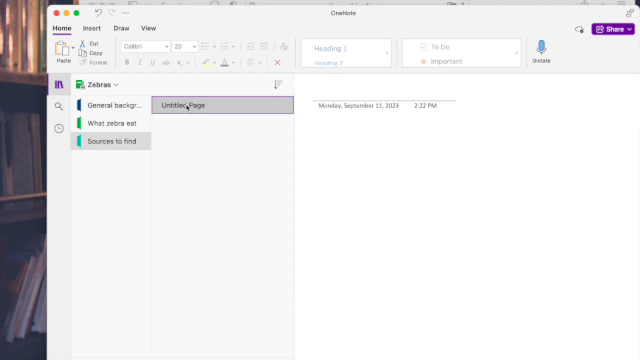 OneNote
Home Insert Draw View
Share
Paste
Cut
Copy
Format
Calibri 20
Heading 1
Heading 2
To Do
Important
Dictate
Zebras
General backgr...
What zebra eat
Sources to find
Untitled Page
Monday, September 11, 2023 2:22 PM